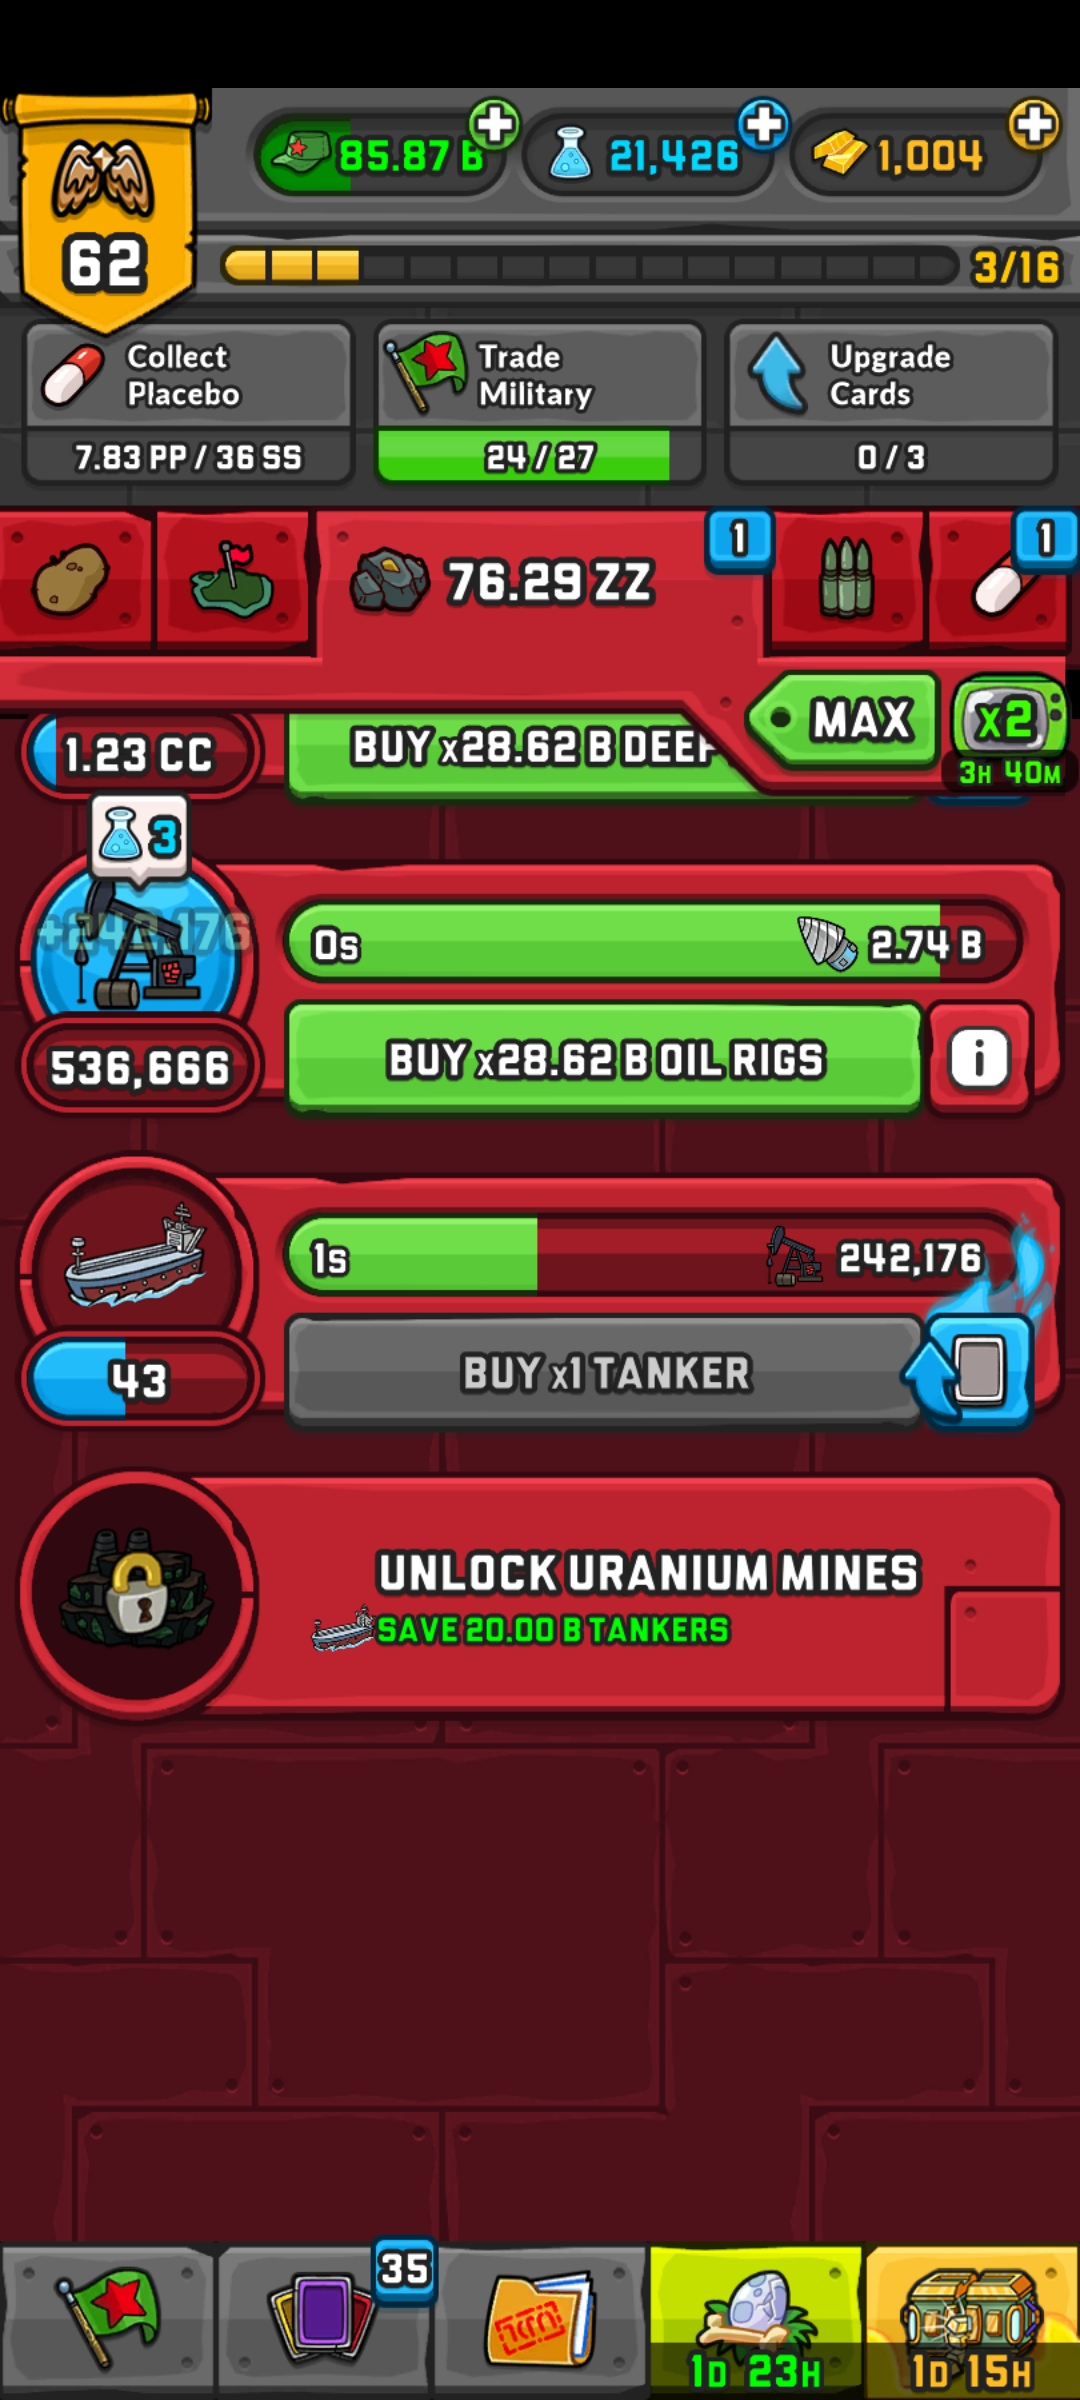 85.87 B
21,426
1,004
62
3/16
Collect
Placebo
7.83 PP / 36 SS
Trade
Military
24 / 27
Upgrade
Cards
0 / 3
76.29 ZZ
1
1
MAX
x2
3H 40M
1.23 CC
BUY x28.62 B DEEP
3
+242,176
0s
2.74 B
536,666
BUY x28.62 B OIL RIGS
i
1s
242,176
43
BUY x1 TANKER
UNLOCK URANIUM MINES
SAVE 20.00 B TANKERS
35
1D 23H
1D 15H